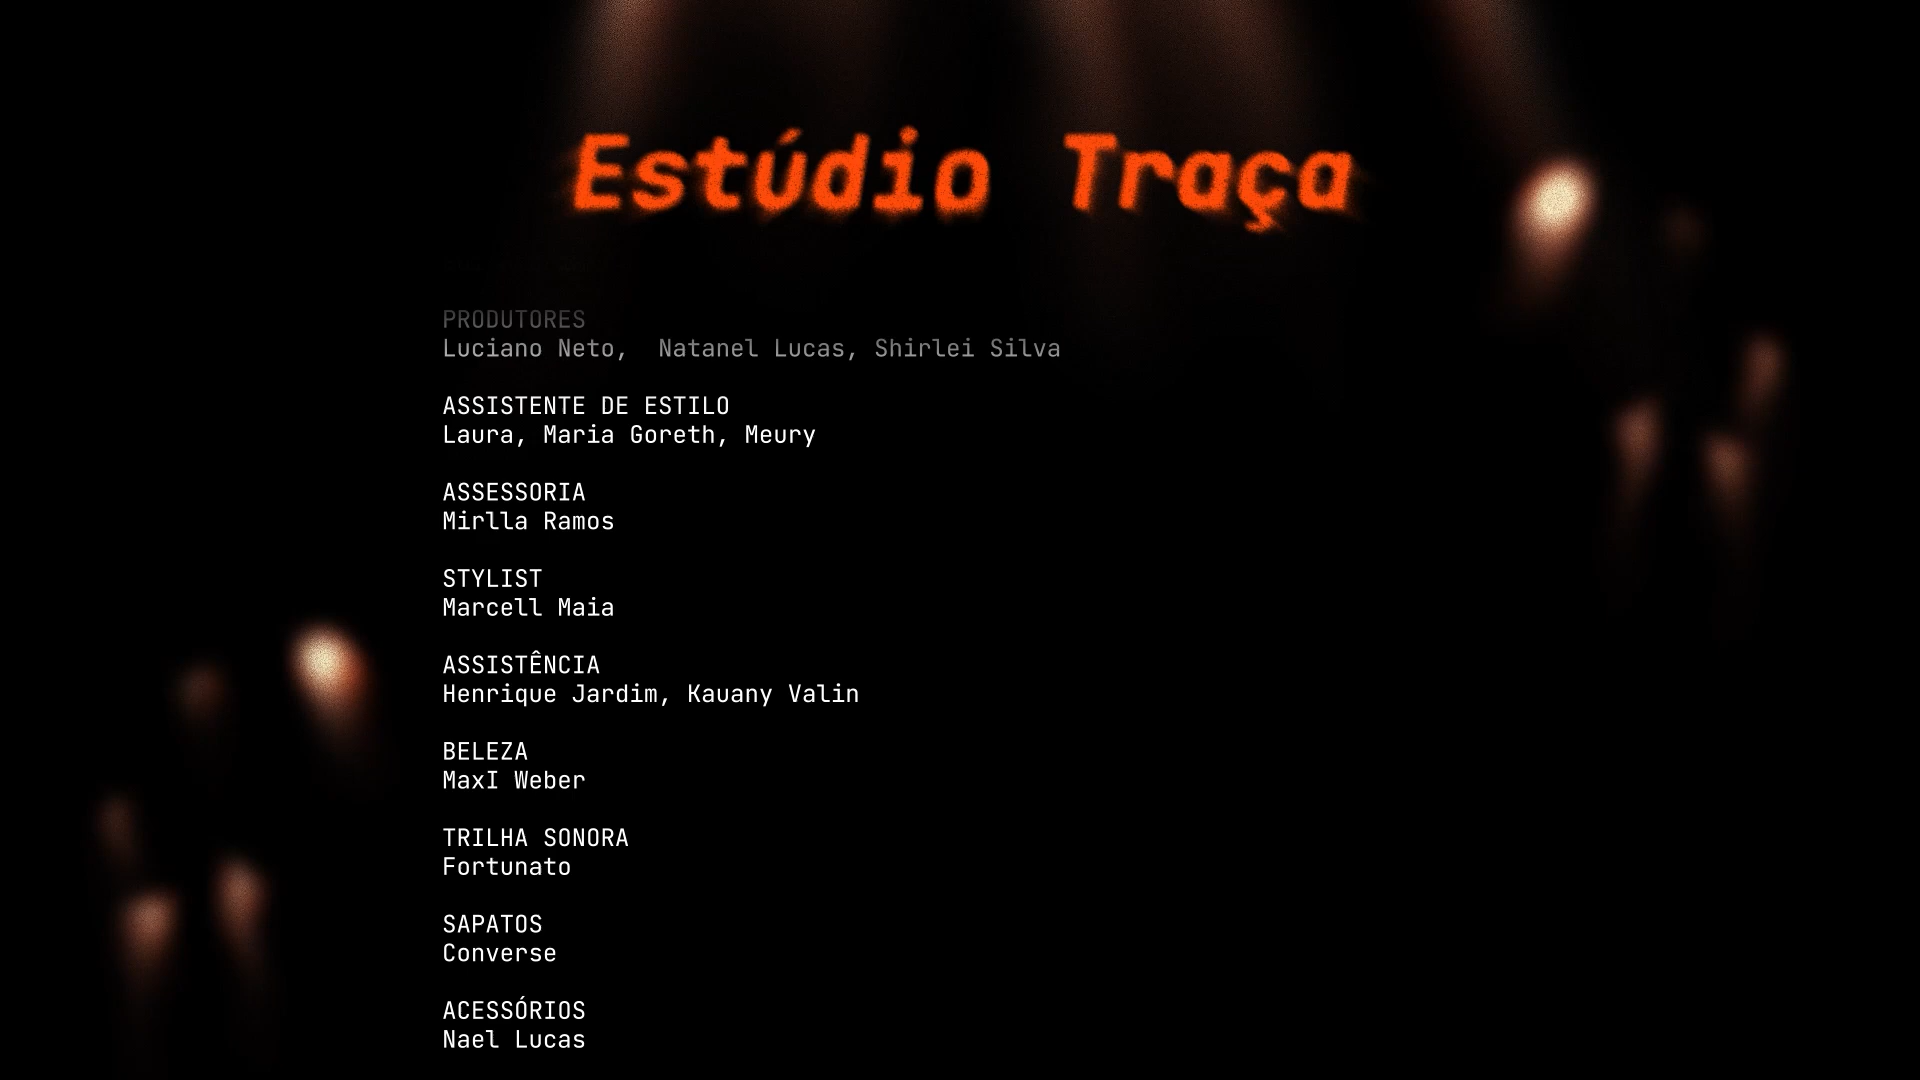 Estúdio Traça
PRODUTORES
Luciano Neto,  Natanel Lucas, Shirlei Silva
ASSISTENTE DE ESTILO
Laura, Maria Goreth, Meury
ASSESSORIA
Mirlla Ramos
STYLIST
Marcell Maia
ASSISTÊNCIA
Henrique Jardim, Kauany Valin
BELEZA
MaxI Weber
TRILHA SONORA
Fortunato
SAPATOS
Converse
ACESSÓRIOS
Nael Lucas